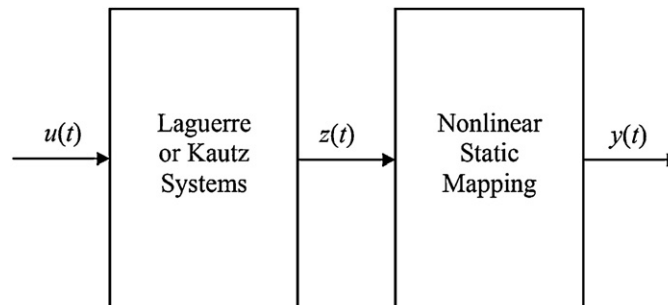 u(t)
Laguerre
or Kautz
Systems
z(t)
Nonlinear
Static
Mapping
y(t)